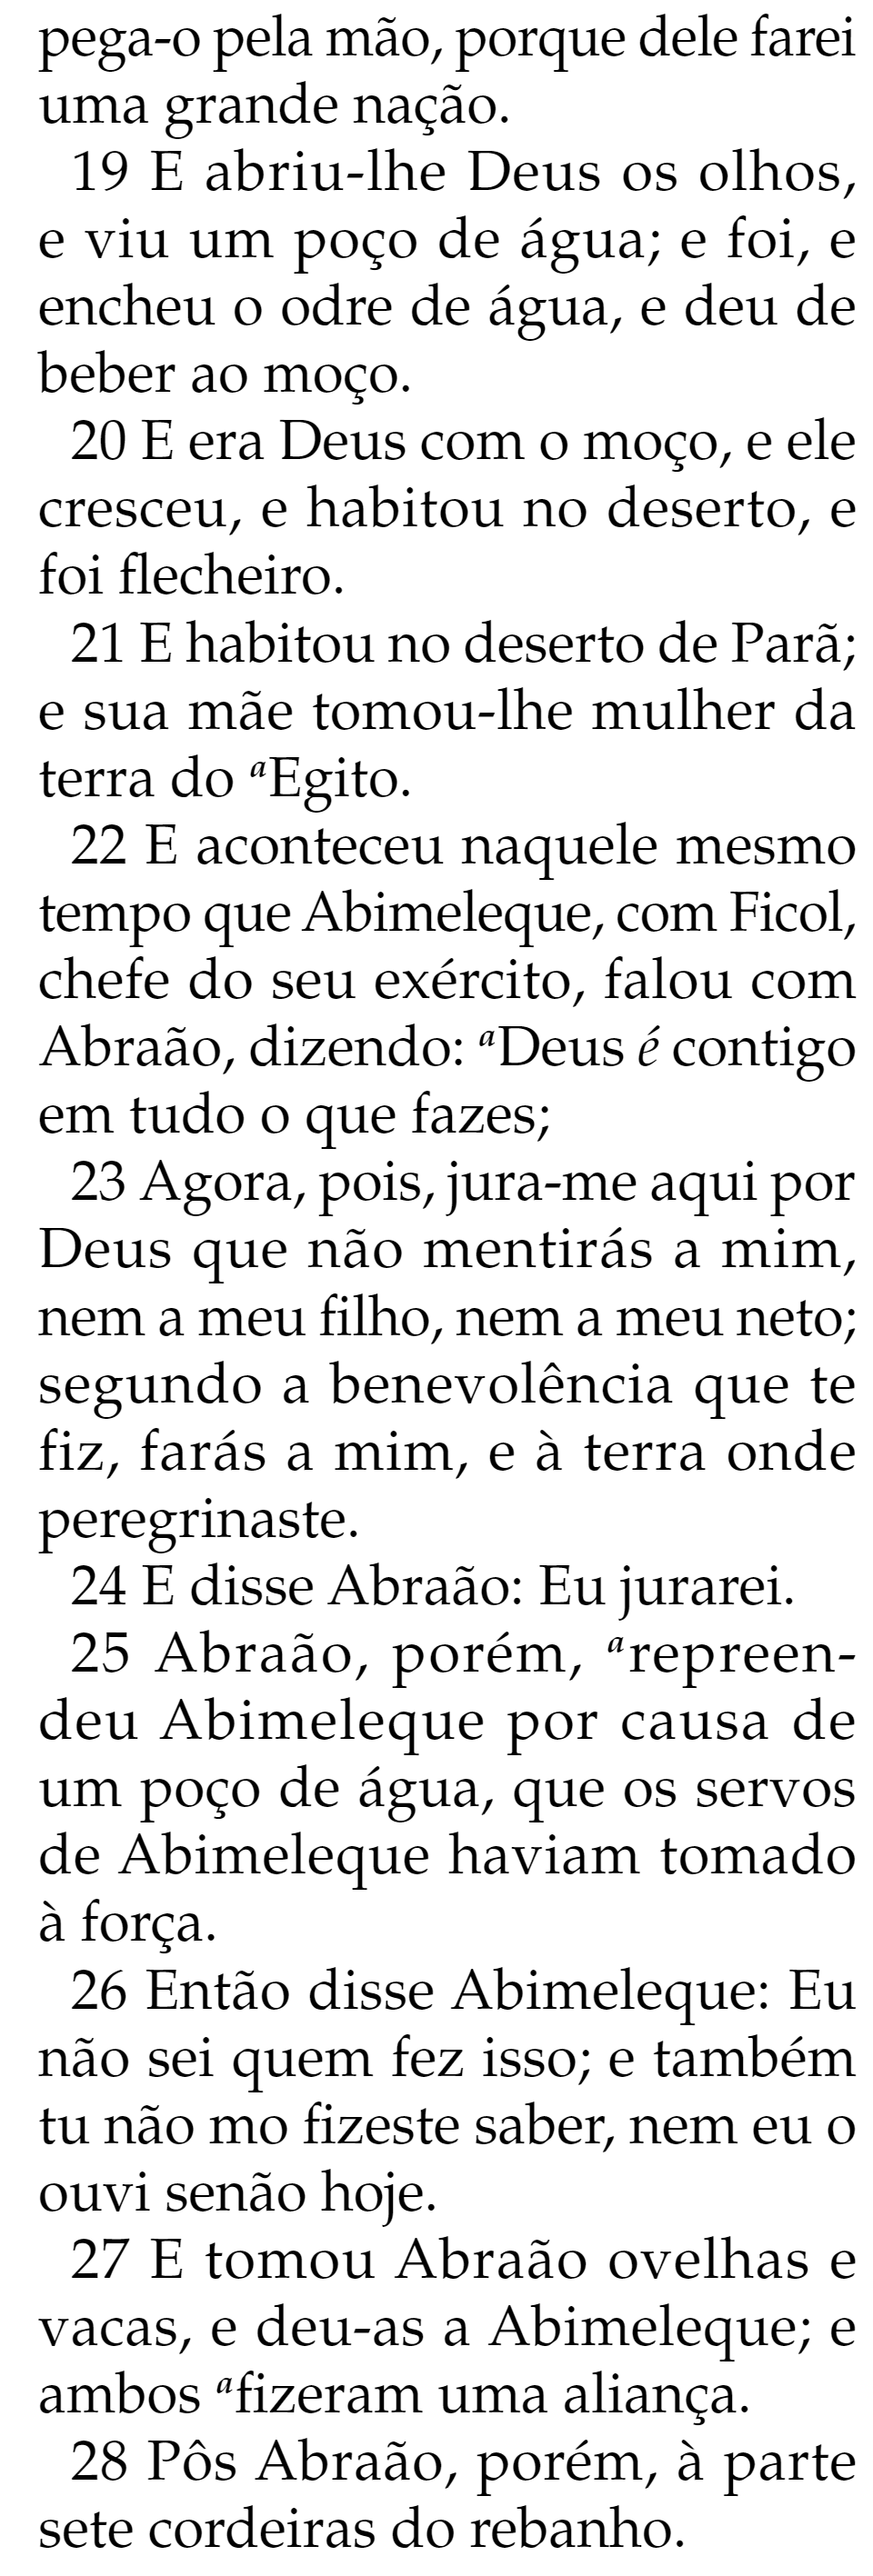 pega-o pela mão, porque dele farei
uma grande nação.
19 E abriu-lhe Deus os olhos,
e viu um poço de água; e foi, e
encheu o odre de água, e deu de
beber ao moço.
20 E era Deus com o moço, e ele
cresceu, e habitou no deserto, e
foi flecheiro.
21 E habitou no deserto de Parã;
e sua mãe tomou-lhe mulher da
terra do ᵃEgito.
22 E aconteceu naquele mesmo
tempo que Abimeleque, com Ficol,
chefe do seu exército, falou com
Abraão, dizendo: ᵃDeus é contigo
em tudo o que fazes;
23 Agora, pois, jura-me aqui por
Deus que não mentirás a mim,
nem a meu filho, nem a meu neto;
segundo a benevolência que te
fiz, farás a mim, e à terra onde
peregrinaste.
24 E disse Abraão: Eu jurarei.
25 Abraão, porém, ᵃrepreen-
deu Abimeleque por causa de
um poço de água, que os servos
de Abimeleque haviam tomado
à força.
26 Então disse Abimeleque: Eu
não sei quem fez isso; e também
tu não mo fizeste saber, nem eu o
ouvi senão hoje.
27 E tomou Abraão ovelhas e
vacas, e deu-as a Abimeleque; e
ambos ᵃfizeram uma aliança.
28 Pôs Abraão, porém, à parte
sete cordeiras do rebanho.